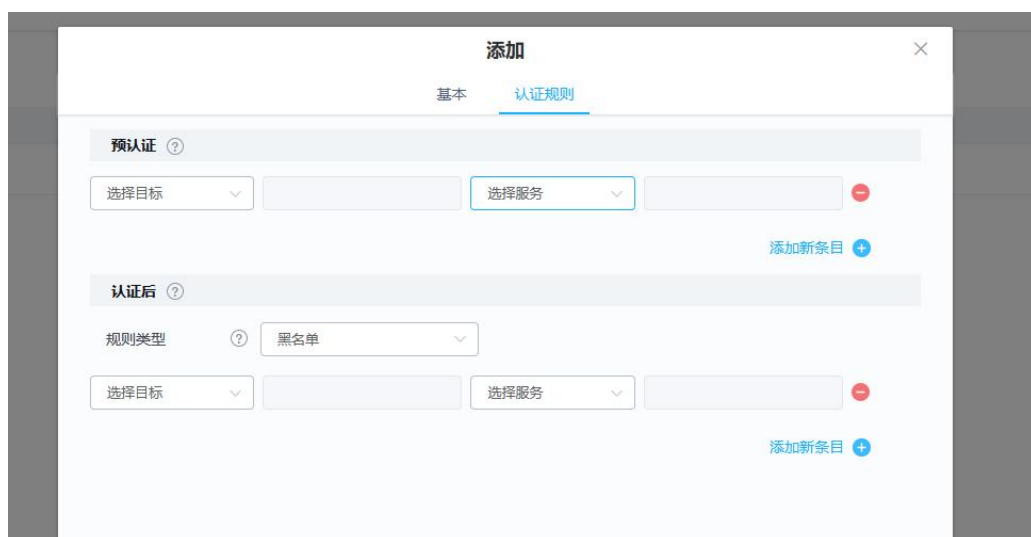 添加
基本 认证规则
预认证 ?
选择目标 选择服务
添加新条目
认证后 ?
规则类型 ? 黑名单
选择目标 选择服务
添加新条目